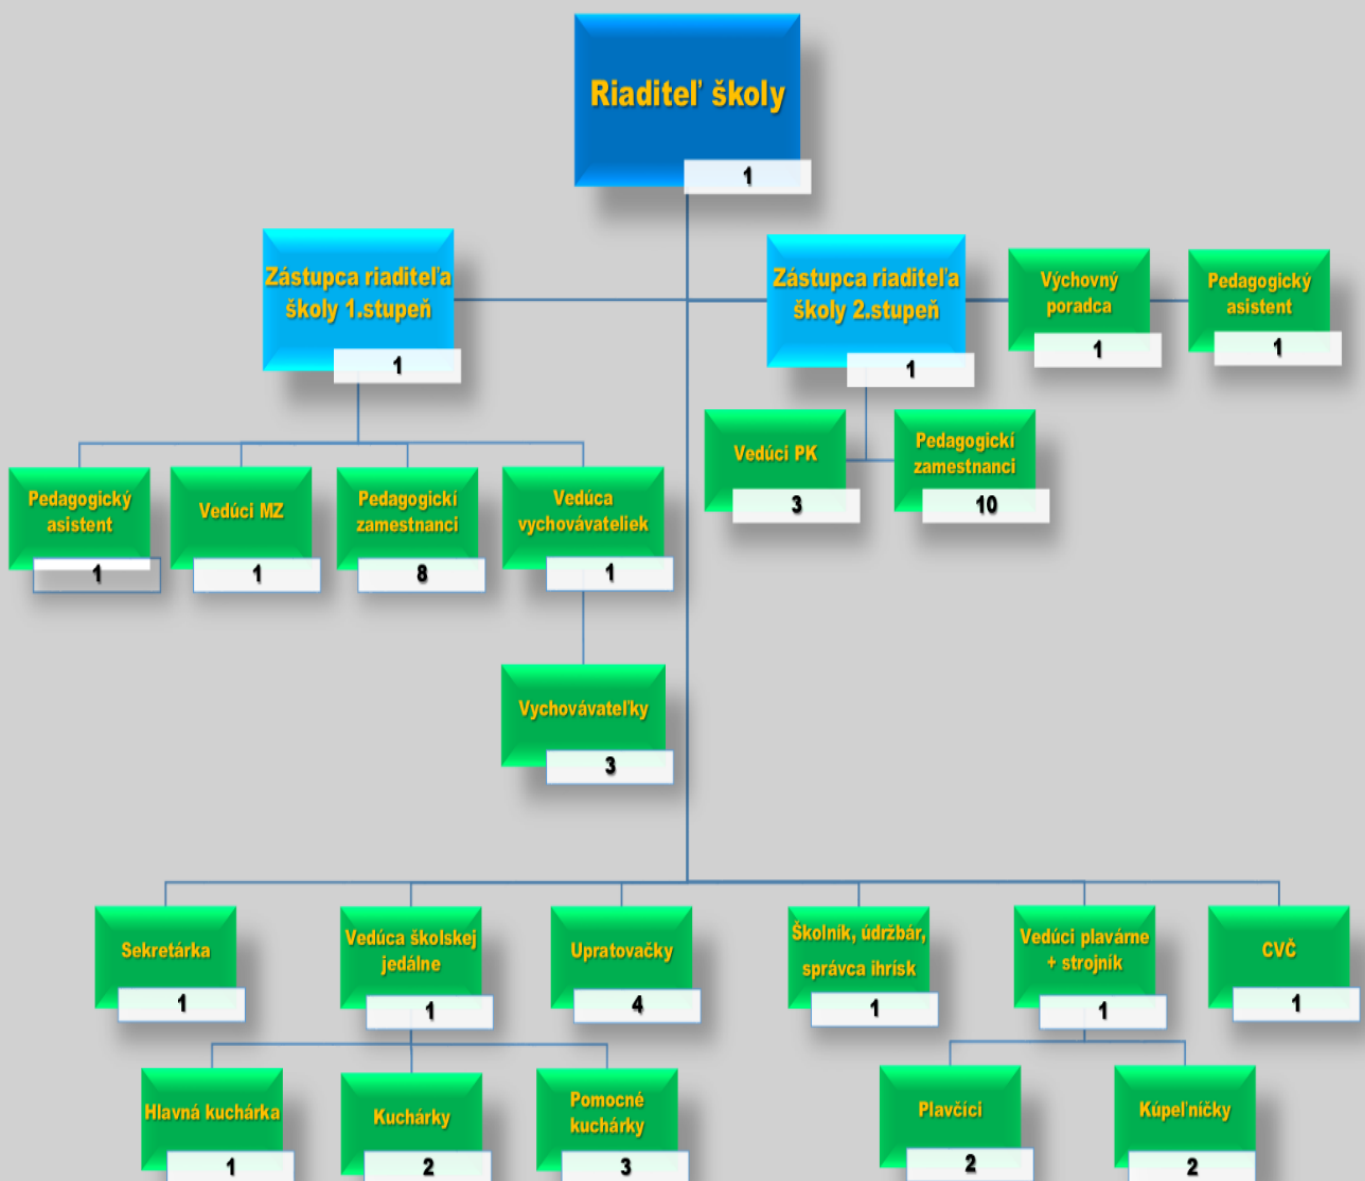 Riaditeľ školy
1
Zástupca riaditeľa
školy 1.stupeň
1
Zástupca riaditeľa
školy 2.stupeň
1
Výchovný
poradca
1
Pedagogický
asistent
1
Vedúci PK
3
Pedagogickí
zamestnanci
10
Pedagogický
asistent
1
Vedúci MZ
1
Pedagogickí
zamestnanci
8
Vedúca
vychovávateliek
1
Vychovávateľky
3
Sekretárka
1
Vedúca školskej
jedálne
1
Upratovačky
4
Školník, údržbár,
správca ihrísk
1
Vedúci plavárne
+ strojník
1
CVČ
1
Hlavná kuchárka
1
Kuchárky
2
Pomocné
kuchárky
3
Plavčíci
2
Kúpeľníčky
2